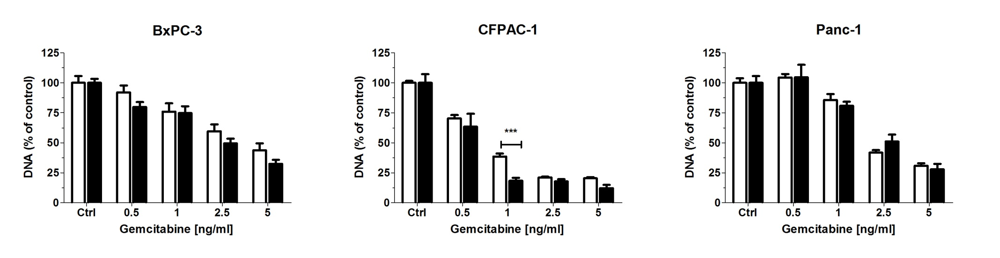 BxPC-3
DNA (% of control)
125
100
75
50
25
0
Ctrl 0.5 1 2.5 5
Gemcitabine [ng/ml]
CFPAC-1
DNA (% of control)
125
100
75
50
25
0
***
Ctrl 0.5 1 2.5 5
Gemcitabine [ng/ml]
Panc-1
DNA (% of control)
125
100
75
50
25
0
Ctrl 0.5 1 2.5 5
Gemcitabine [ng/ml]